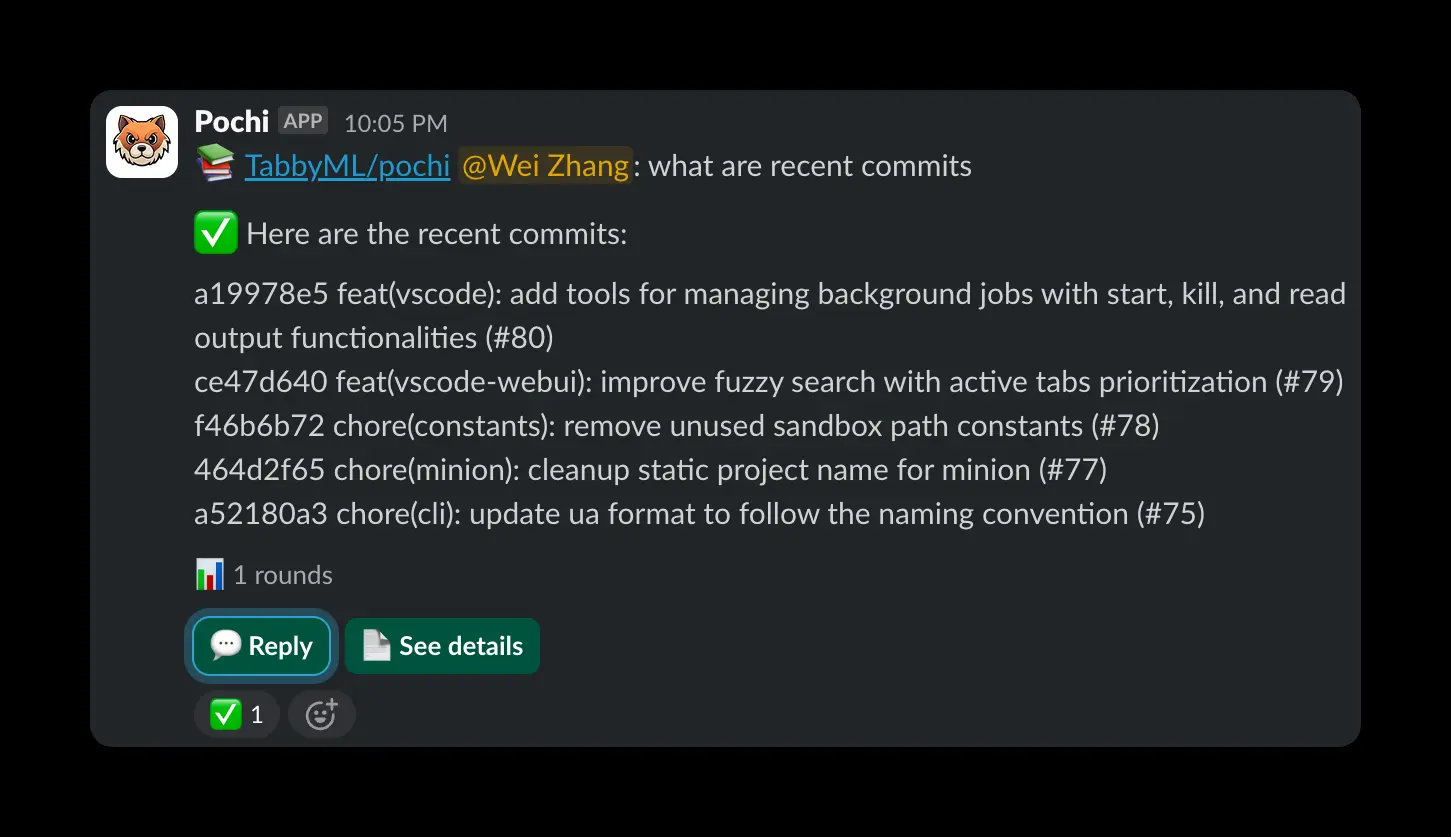 Pochi APP 10:05 PM
📚 TabbyML/pochi @Wei Zhang: what are recent commits
✅ Here are the recent commits:
a19978e5 feat(vscode): add tools for managing background jobs with start, kill, and read
output functionalities (#80)
ce47d640 feat(vscode-webui): improve fuzzy search with active tabs prioritization (#79)
f46b6b72 chore(constants): remove unused sandbox path constants (#78)
464d2f65 chore(minion): cleanup static project name for minion (#77)
a52180a3 chore(cli): update ua format to follow the naming convention (#75)
📊 1 rounds
💬 Reply 📄 See details
✅ 1